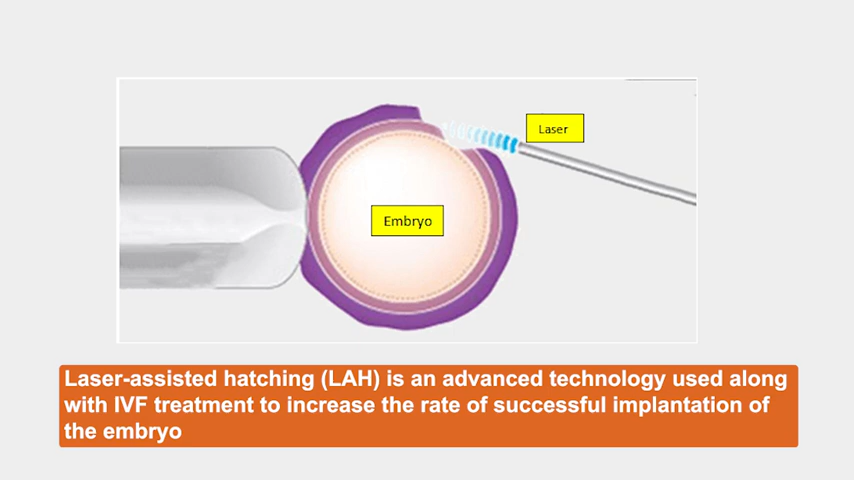 Laser
Embryo
Laser-assisted hatching (LAH) is an advanced technology used along
with IVF treatment to increase the rate of successful implantation of
the embryo